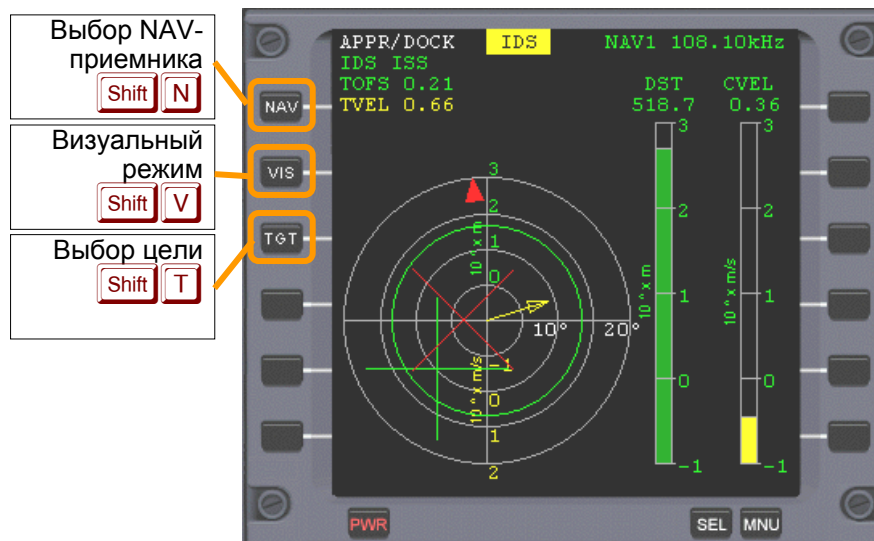 Выбор NAV-
приемника
Shift N
Визуальный
режим
Shift V
Выбор цели
Shift T
NAV
VIS
TGT
APPR/DOCK IDS NAV1 108.10kHz
IDS ISS
TOFS 0.21
TVEL 0.66
DST CVEL
518.7 0.36
3
2
1
0
10^x m
10° 20°
-1
0
1
2
10^x m/s
3
2
1
0
-1
10^x m
3
2
1
0
-1
10^x m/s
PWR
SEL MNU